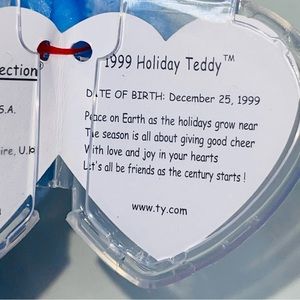 ection®
S.A.
ire, U.K
1999 Holiday Teddy™
DATE OF BIRTH: December 25, 1999
Peace on Earth as the holidays grow near
The season is all about giving good cheer
With love and joy in your hearts
Let's all be friends as the century starts !
www.ty.com